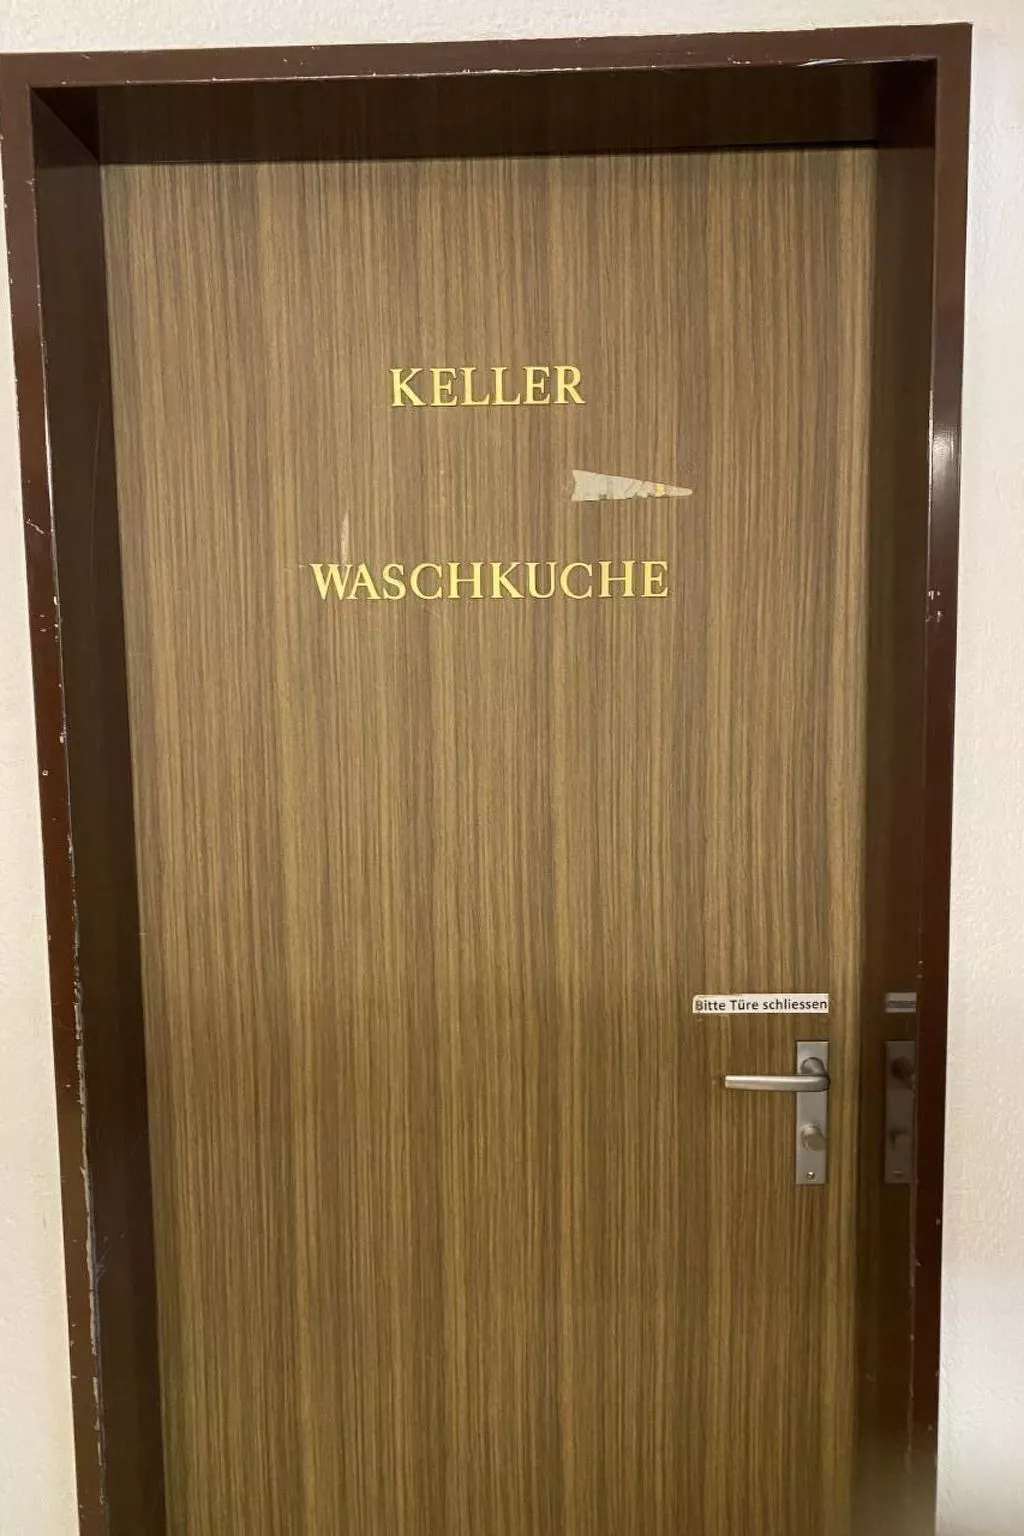 KELLER
WASCHKUCHE
Bitte Türe schliessen